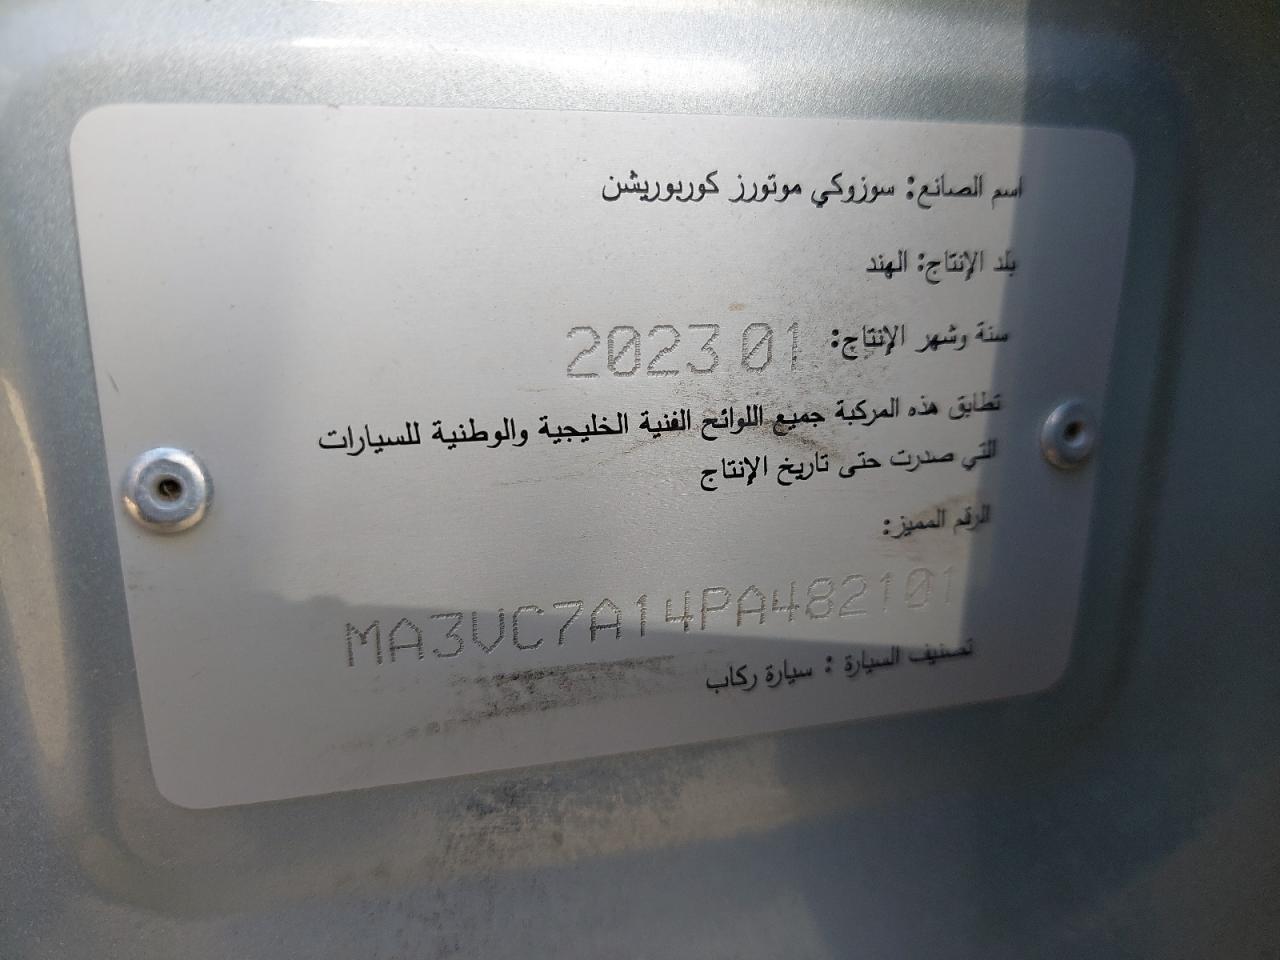 اسم الصانع: سوزوكي موتورز كوربوريشن
بلد الإنتاج: الهند
سنة وشهر الإنتاج: 2023 01
تطابق هذه المركبة جميع اللوائح الفنية الخليجية والوطنية للسيارات
التي صدرت حتى تاريخ الإنتاج
الرقم المميز:
MA3VC7A14PA482101
تصنيف السيارة : سيارة ركاب